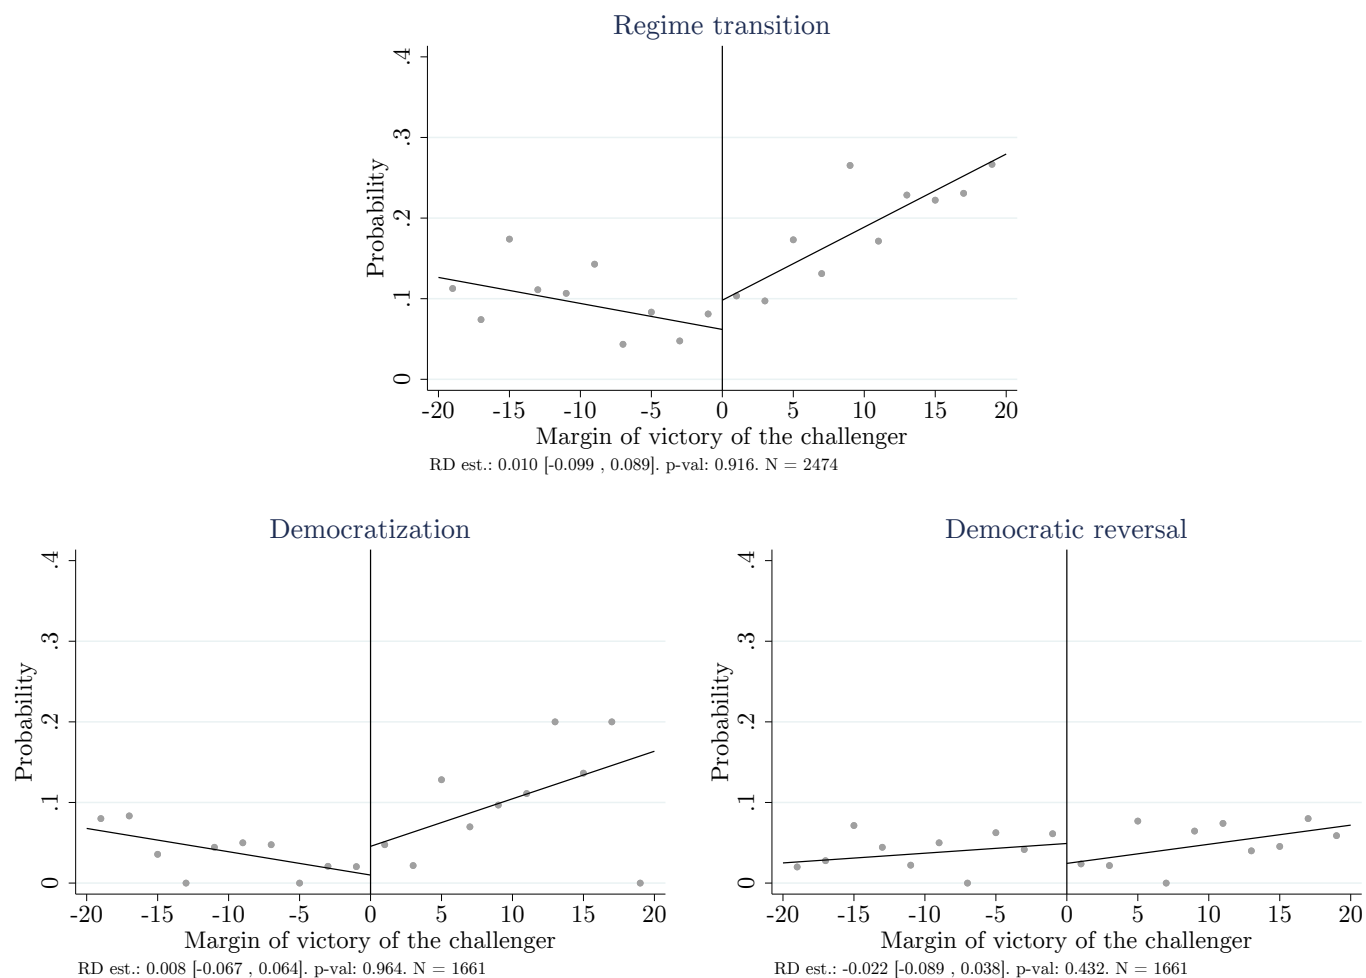 Regime transition
Probability
.4
.3
.2
.1
0
-20 -15 -10 -5 0 5 10 15 20
Margin of victory of the challenger
RD est.: 0.010 [-0.099 , 0.089]. p-val: 0.916. N = 2474
Democratization
Probability
.4
.3
.2
.1
0
-20 -15 -10 -5 0 5 10 15 20
Margin of victory of the challenger
RD est.: 0.008 [-0.067 , 0.064]. p-val: 0.964. N = 1661
Democratic reversal
Probability
.4
.3
.2
.1
0
-20 -15 -10 -5 0 5 10 15 20
Margin of victory of the challenger
RD est.: -0.022 [-0.089 , 0.038]. p-val: 0.432. N = 1661